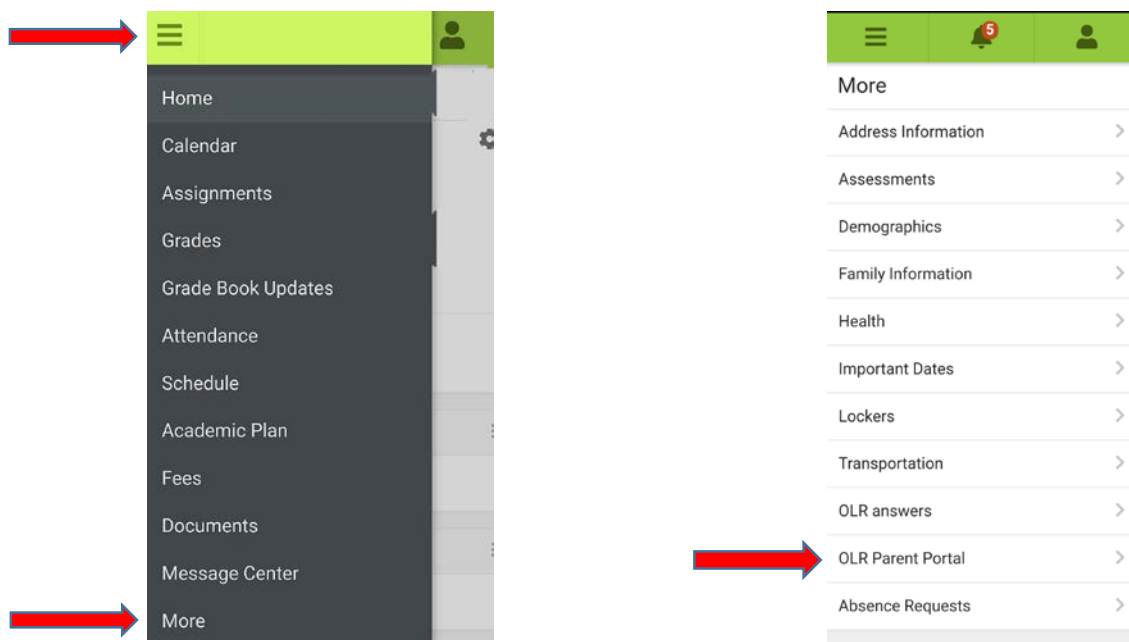 Home
Calendar
Assignments
Grades
Grade Book Updates
Attendance
Schedule
Academic Plan
Fees
Documents
Message Center
More
5
More
Address Information
Assessments
Demographics
Family Information
Health
Important Dates
Lockers
Transportation
OLR answers
OLR Parent Portal
Absence Requests